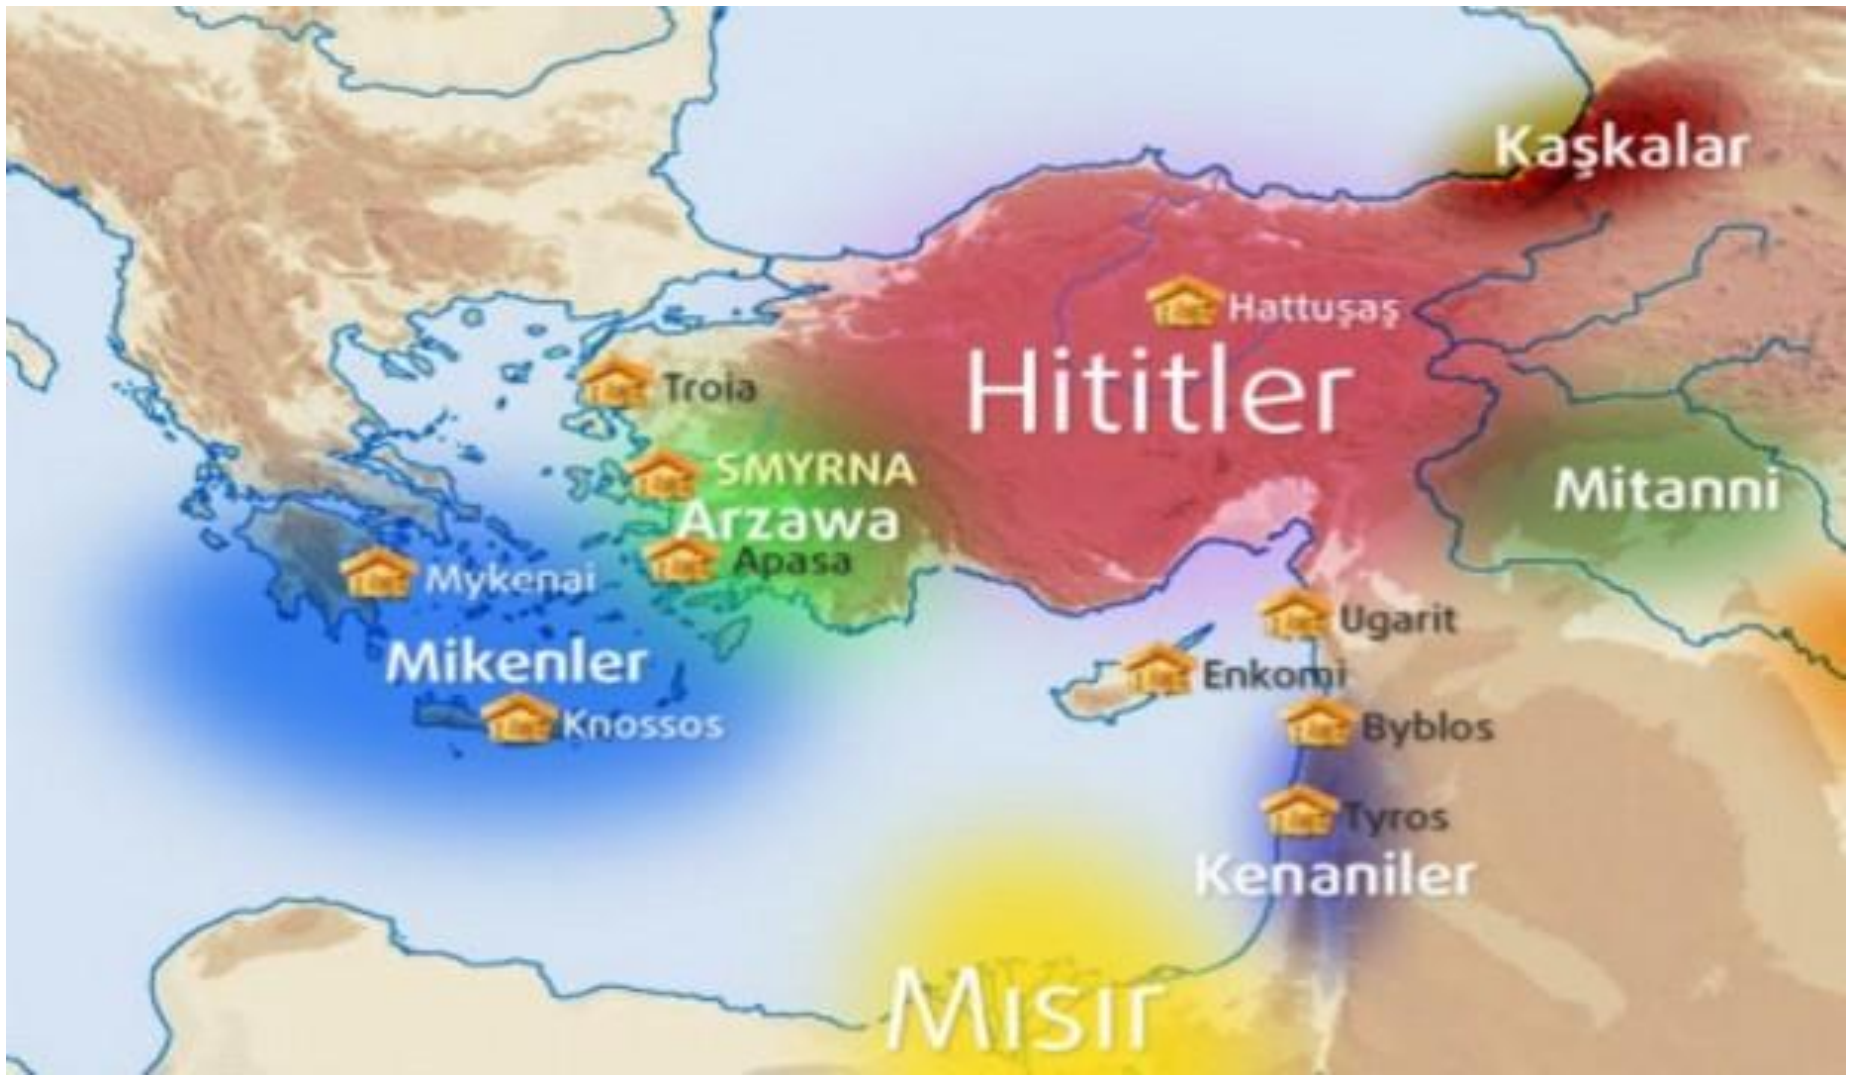 Kaşkalar
Hattuşaş
Hititler
Troia
SMYRNA
Arzawa
Apasa
Mitanni
Mykenai
Mikenler
Knossos
Ugarit
Enkomi
Byblos
Tyros
Kenaniler
Mısır